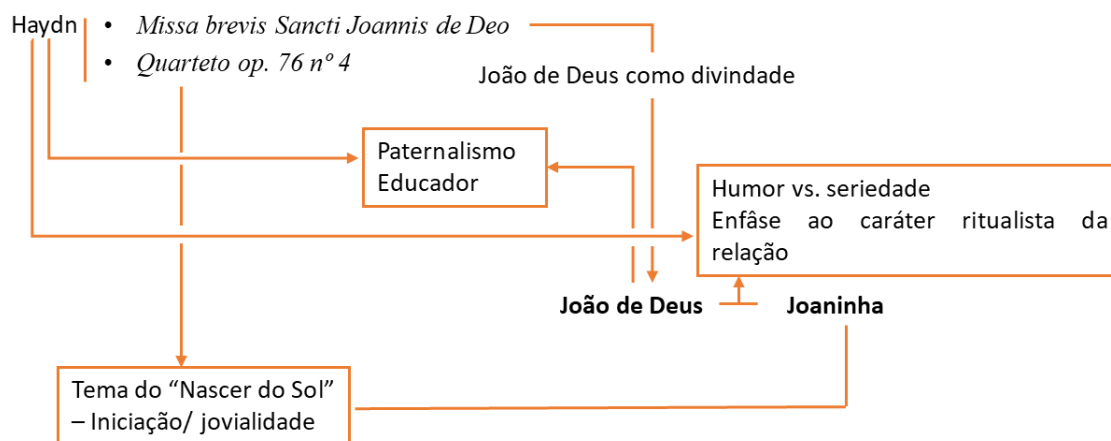 Haydn
• Missa brevis Sancti Joannis de Deo
• Quarteto op. 76 nº 4
João de Deus como divindade
Paternalismo
Educador
Humor vs. seriedade
Enfâse ao caráter ritualista da
relação
João de Deus
Joaninha
Tema do “Nascer do Sol”
– Iniciação/ jovialidade